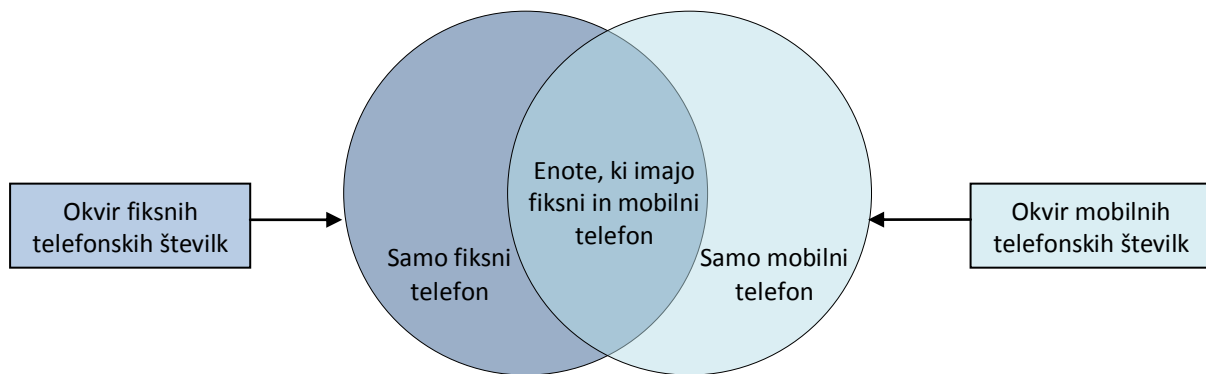 Okvir fiksnih
telefonskih številk
Samo fiksni
telefon
Enote, ki imajo
fiksni in mobilni
telefon
Samo mobilni
telefon
Okvir mobilnih
telefonskih številk